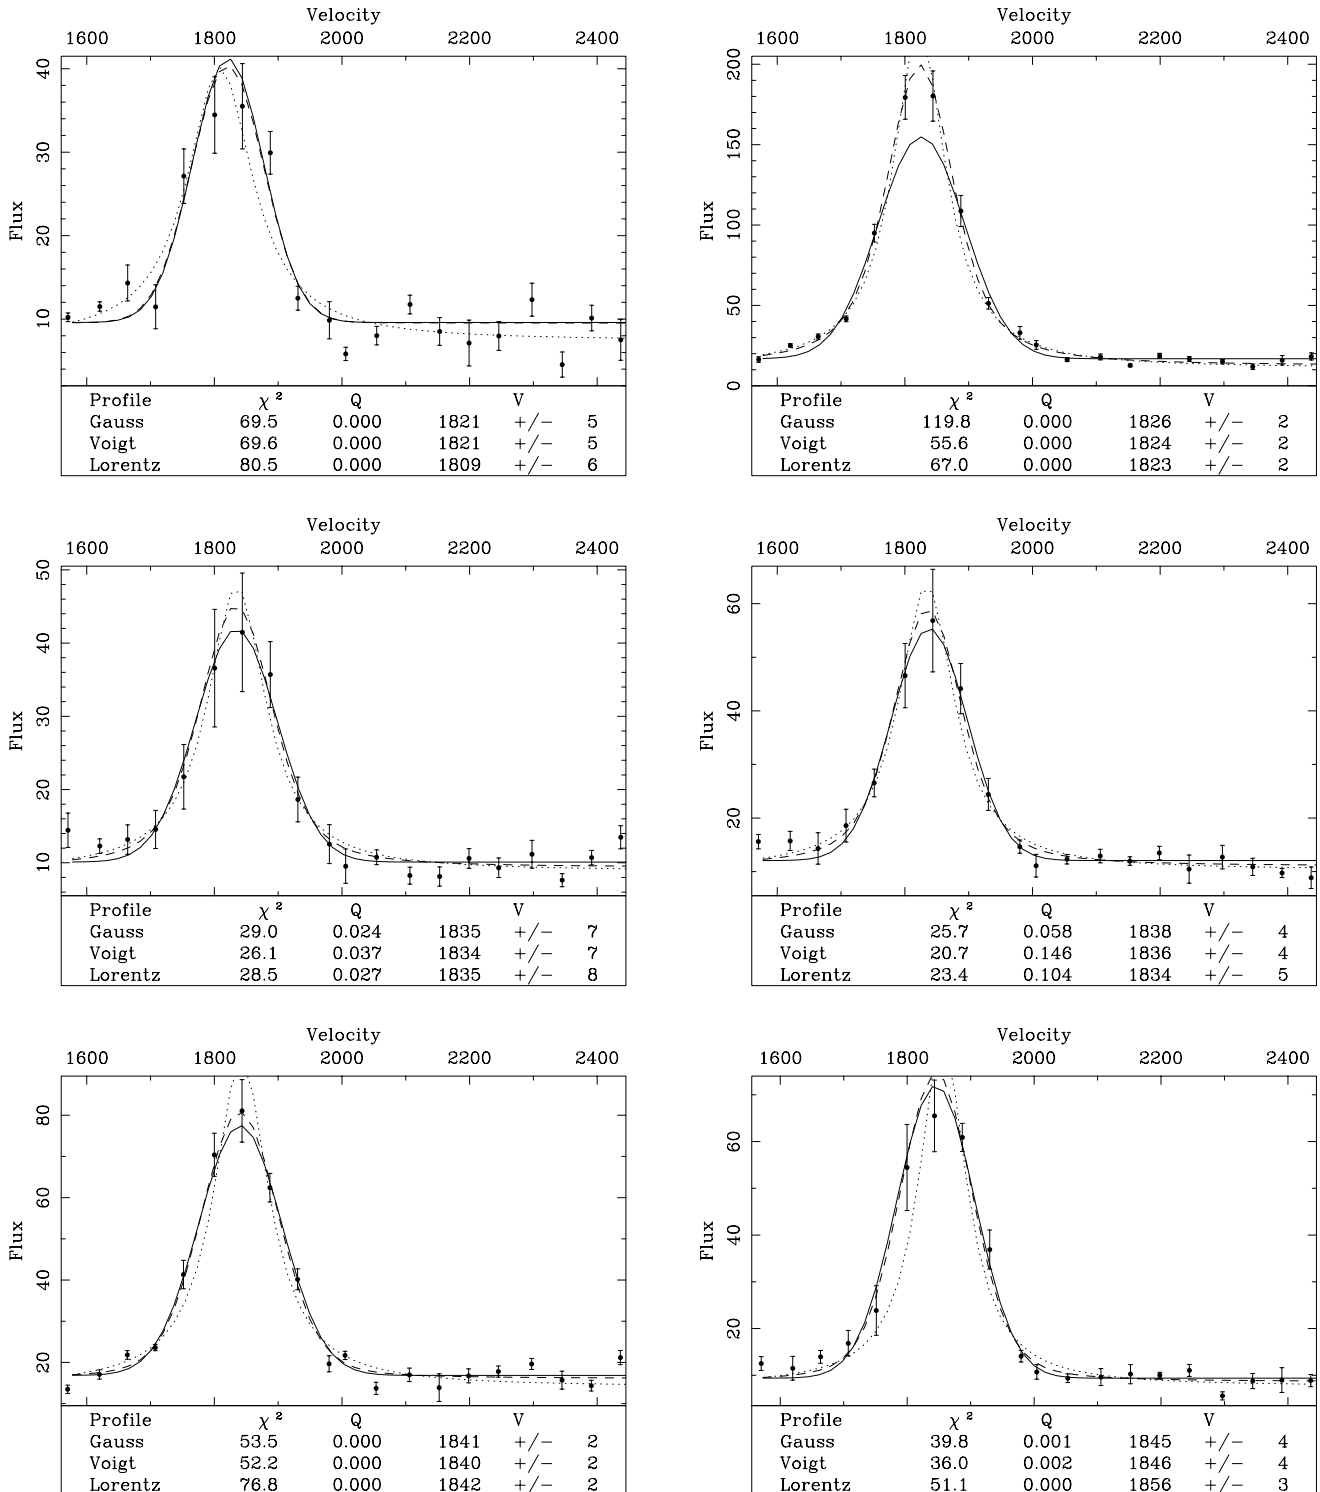 Velocity
1600 1800 2000 2200 2400
Flux
40
30
20
10
Profile χ² Q V
Gauss 69.5 0.000 1821 +/− 5
Voigt 69.6 0.000 1821 +/− 5
Lorentz 80.5 0.000 1809 +/− 6
Velocity
1600 1800 2000 2200 2400
Flux
200
150
100
50
0
Profile χ² Q V
Gauss 119.8 0.000 1826 +/− 2
Voigt 55.6 0.000 1824 +/− 2
Lorentz 67.0 0.000 1823 +/− 2
Velocity
1600 1800 2000 2200 2400
Flux
50
40
30
20
10
Profile χ² Q V
Gauss 29.0 0.024 1835 +/− 7
Voigt 26.1 0.037 1834 +/− 7
Lorentz 28.5 0.027 1835 +/− 8
Velocity
1600 1800 2000 2200 2400
Flux
60
40
20
Profile χ² Q V
Gauss 25.7 0.058 1838 +/− 4
Voigt 20.7 0.146 1836 +/− 4
Lorentz 23.4 0.104 1834 +/− 5
Velocity
1600 1800 2000 2200 2400
Flux
80
60
40
20
Profile χ² Q V
Gauss 53.5 0.000 1841 +/− 2
Voigt 52.2 0.000 1840 +/− 2
Lorentz 76.8 0.000 1842 +/− 2
Velocity
1600 1800 2000 2200 2400
Flux
60
40
20
Profile χ² Q V
Gauss 39.8 0.001 1845 +/− 4
Voigt 36.0 0.002 1846 +/− 4
Lorentz 51.1 0.000 1856 +/− 3